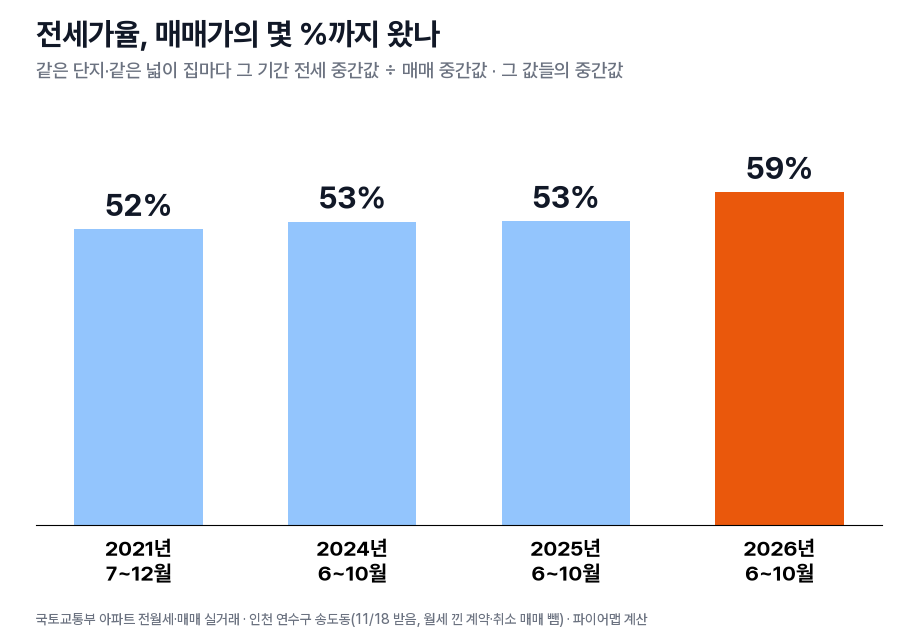 전세가율, 매매가의 몇 %까지 왔나
같은 단지·같은 넓이 집마다 그 기간 전세 중간값 ÷ 매매 중간값 · 그 값들의 중간값
52%
53%
53%
59%
2021년
7~12월
2024년
6~10월
2025년
6~10월
2026년
6~10월
국토교통부 아파트 전월세·매매 실거래 · 인천 연수구 송도동(11/18 받음, 월세 낀 계약·취소 매매 뺌) · 파이어맵 계산